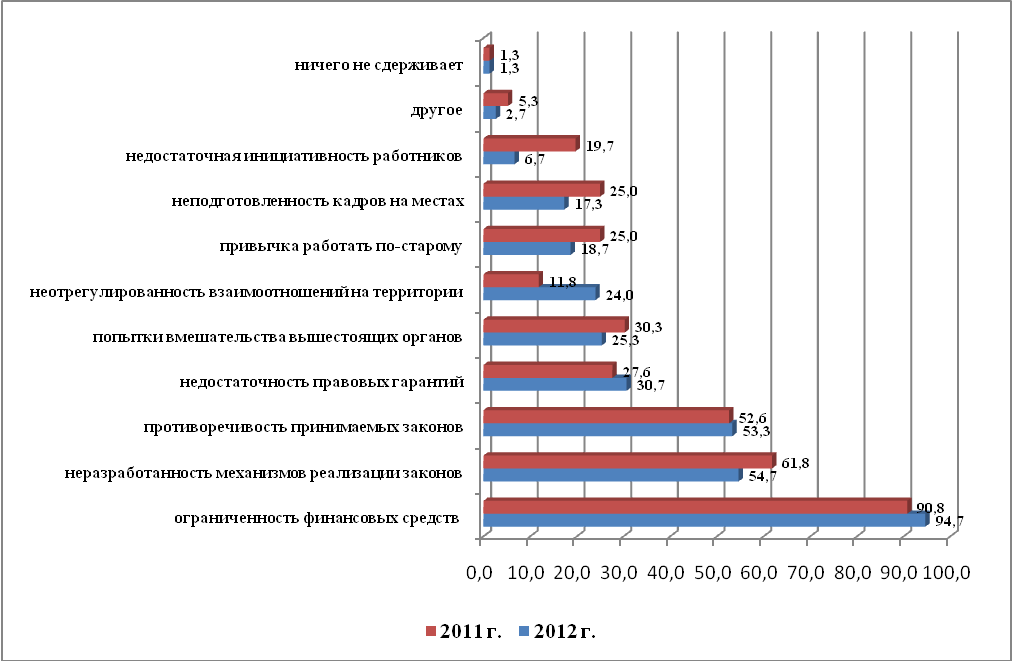 ничего не сдерживает
1,3
1,3
другое
5,3
2,7
недостаточная инициативность работников
19,7
6,7
неподготовленность кадров на местах
25,0
17,3
привычка работать по-старому
25,0
18,7
неотрегулированность взаимоотношений на территории
11,8
24,0
попытки вмешательства вышестоящих органов
30,3
25,3
недостаточность правовых гарантий
27,6
30,7
противоречивость принимаемых законов
52,6
53,3
неразработанность механизмов реализации законов
61,8
54,7
ограниченность финансовых средств
90,8
94,7
0,0 10,0 20,0 30,0 40,0 50,0 60,0 70,0 80,0 90,0 100,0
2011 г. 2012 г.